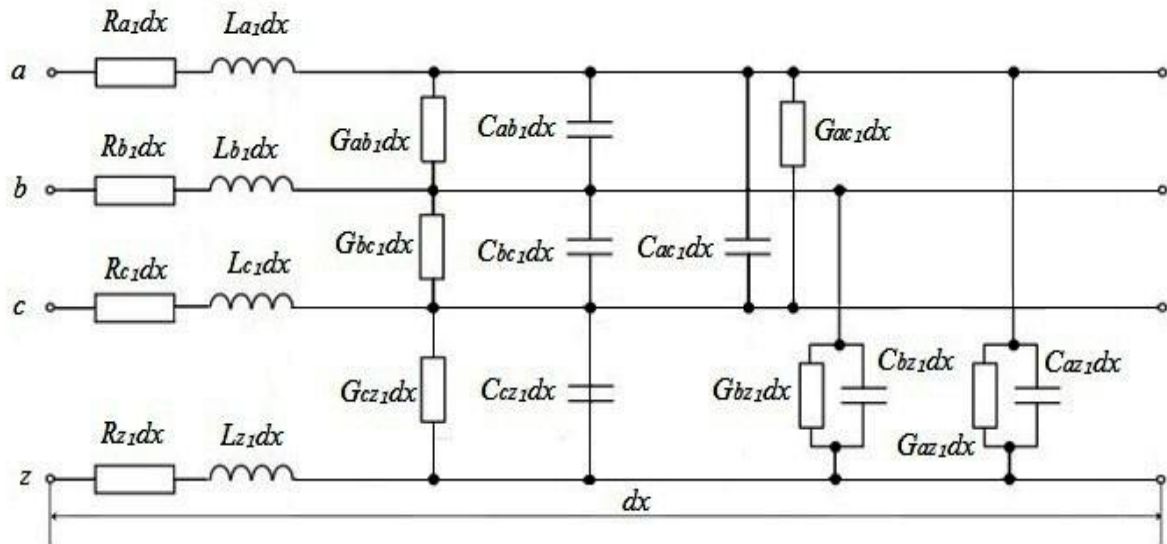 Ra₁dx
La₁dx
a
Gab₁dx
Cab₁dx
Gac₁dx
Rb₁dx
Lb₁dx
b
Gbc₁dx
Cbc₁dx
Cac₁dx
Rc₁dx
Lc₁dx
c
Gcz₁dx
Ccz₁dx
Gbz₁dx
Cbz₁dx
Caz₁dx
Gaz₁dx
Rz₁dx
Lz₁dx
z
dx